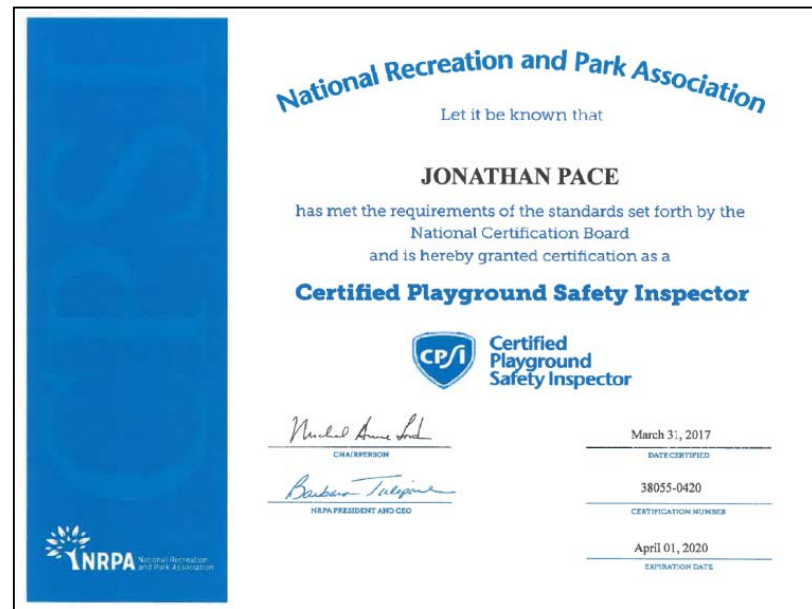 CPSI
National Recreation and Park Association
Let it be known that
JONATHAN PACE
has met the requirements of the standards set forth by the
National Certification Board
and is hereby granted certification as a
Certified Playground Safety Inspector
CPSI
Certified
Playground
Safety Inspector
CHAIRPERSON
Barbara Tulipane
NRPA PRESIDENT AND CEO
March 31, 2017
DATE CERTIFIED
38055-0420
CERTIFICATION NUMBER
April 01, 2020
EXPIRATION DATE
NRPA National Recreation
and Park Association